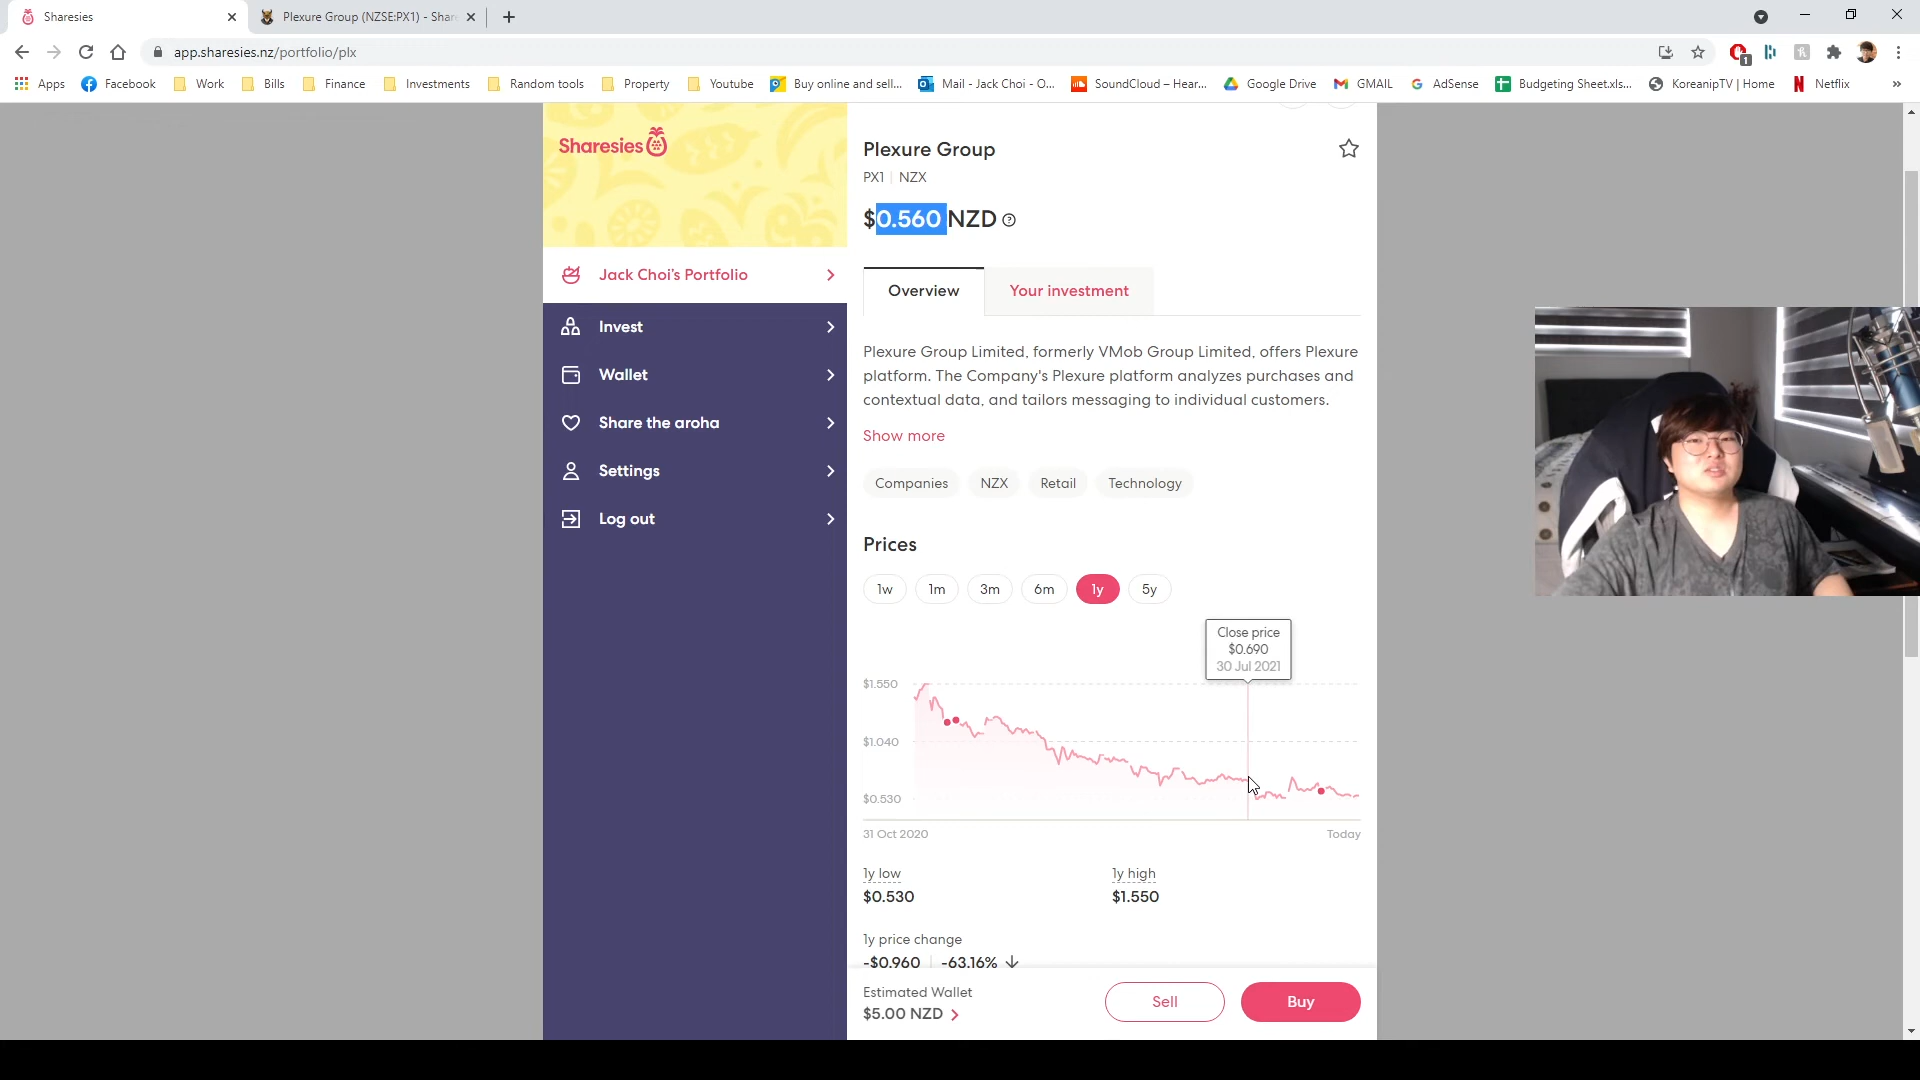 Sharesies
Plexure Group (NZSE:PX1) - Shar
app.sharesies.nz/portfolio/plx
Apps
Facebook
Work
Bills
Finance
Investments
Random tools
Property
Youtube
Buy online and sell...
Mail - Jack Choi - O...
SoundCloud – Hear...
Google Drive
GMAIL
AdSense
Budgeting Sheet.xls...
KoreanipTV | Home
Netflix
»
1
Sharesies
Jack Choi's Portfolio
Invest
Wallet
Share the aroha
Settings
Log out
Plexure Group
PX1 | NZX
$0.560 NZD
Overview
Your investment
Plexure Group Limited, formerly VMob Group Limited, offers Plexure
platform. The Company's Plexure platform analyzes purchases and
contextual data, and tailors messaging to individual customers.
Show more
Companies
NZX
Retail
Technology
Prices
1w
1m
3m
6m
1y
5y
Close price
$0.690
30 Jul 2021
$1.550
$1.040
$0.530
31 Oct 2020
Today
1y low
$0.530
1y high
$1.550
1y price change
-$0.960 | -63.16%
Estimated Wallet
$5.00 NZD
Sell
Buy